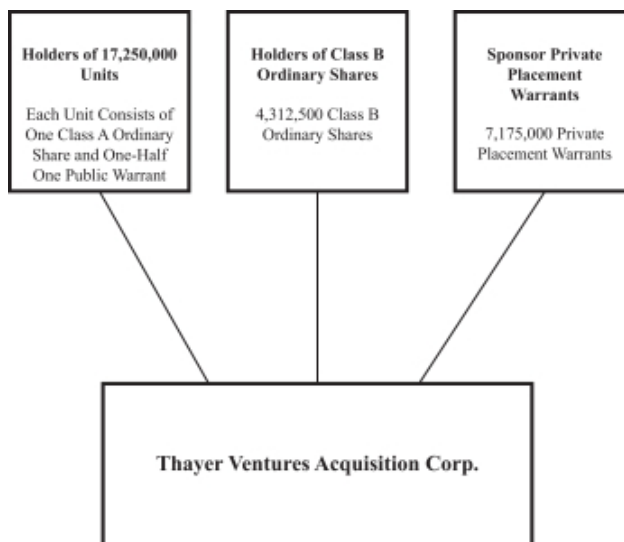 Holders of 17,250,000
Units
Each Unit Consists of
One Class A Ordinary
Share and One-Half
One Public Warrant
Holders of Class B
Ordinary Shares
4,312,500 Class B
Ordinary Shares
Sponsor Private
Placement
Warrants
7,175,000 Private
Placement Warrants
Thayer Ventures Acquisition Corp.